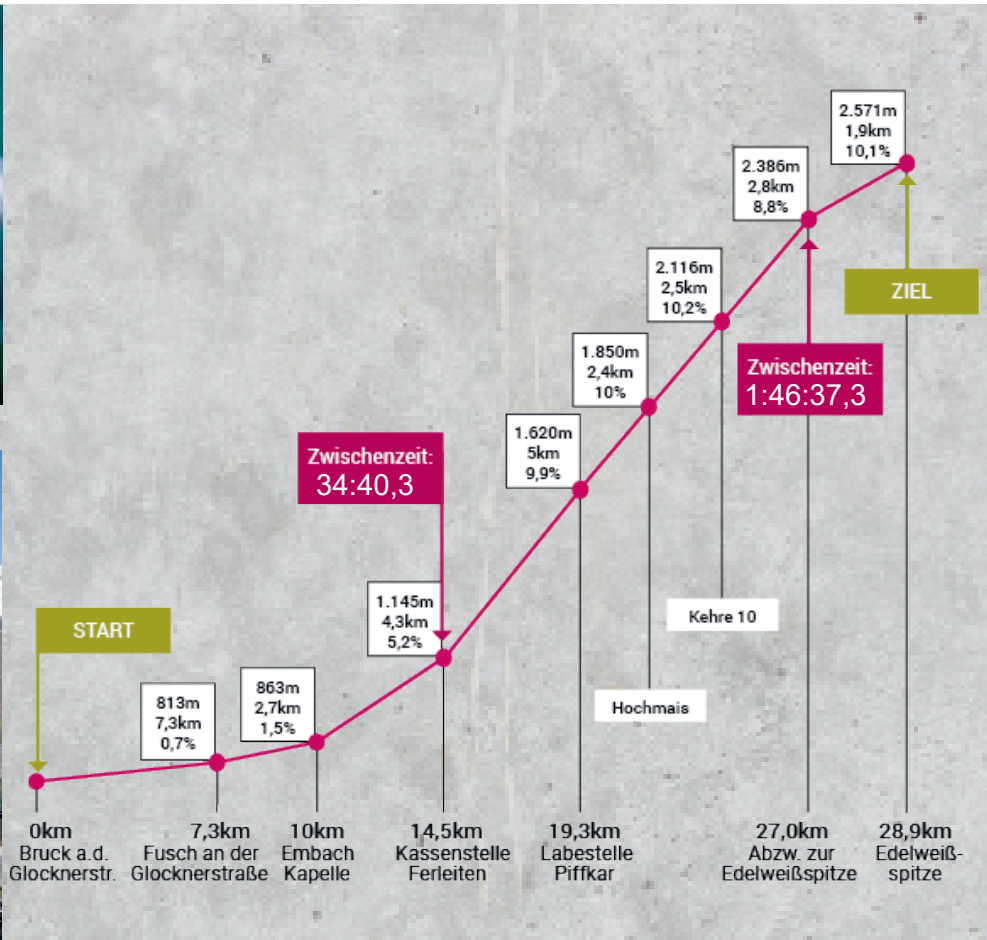 2.571m
1,9km
10,1%
2.386m
2,8km
8,8%
ZIEL
2.116m
2,5km
10,2%
1.850m
2,4km
10%
Zwischenzeit:
1:46:37,3
1.620m
5km
9,9%
Zwischenzeit:
34:40,3
1.145m
4,3km
5,2%
START
Kehre 10
863m
2,7km
1,5%
813m
7,3km
0,7%
Hochmais
0km
Bruck a.d.
Glocknerstr.
7,3km
Fusch an der
Glocknerstraße
10km
Embach
Kapelle
14,5km
Kassenstelle
Ferleiten
19,3km
Labestelle
Piffkar
27,0km
Abzw. zur
Edelweißspitze
28,9km
Edelweiß-
spitze